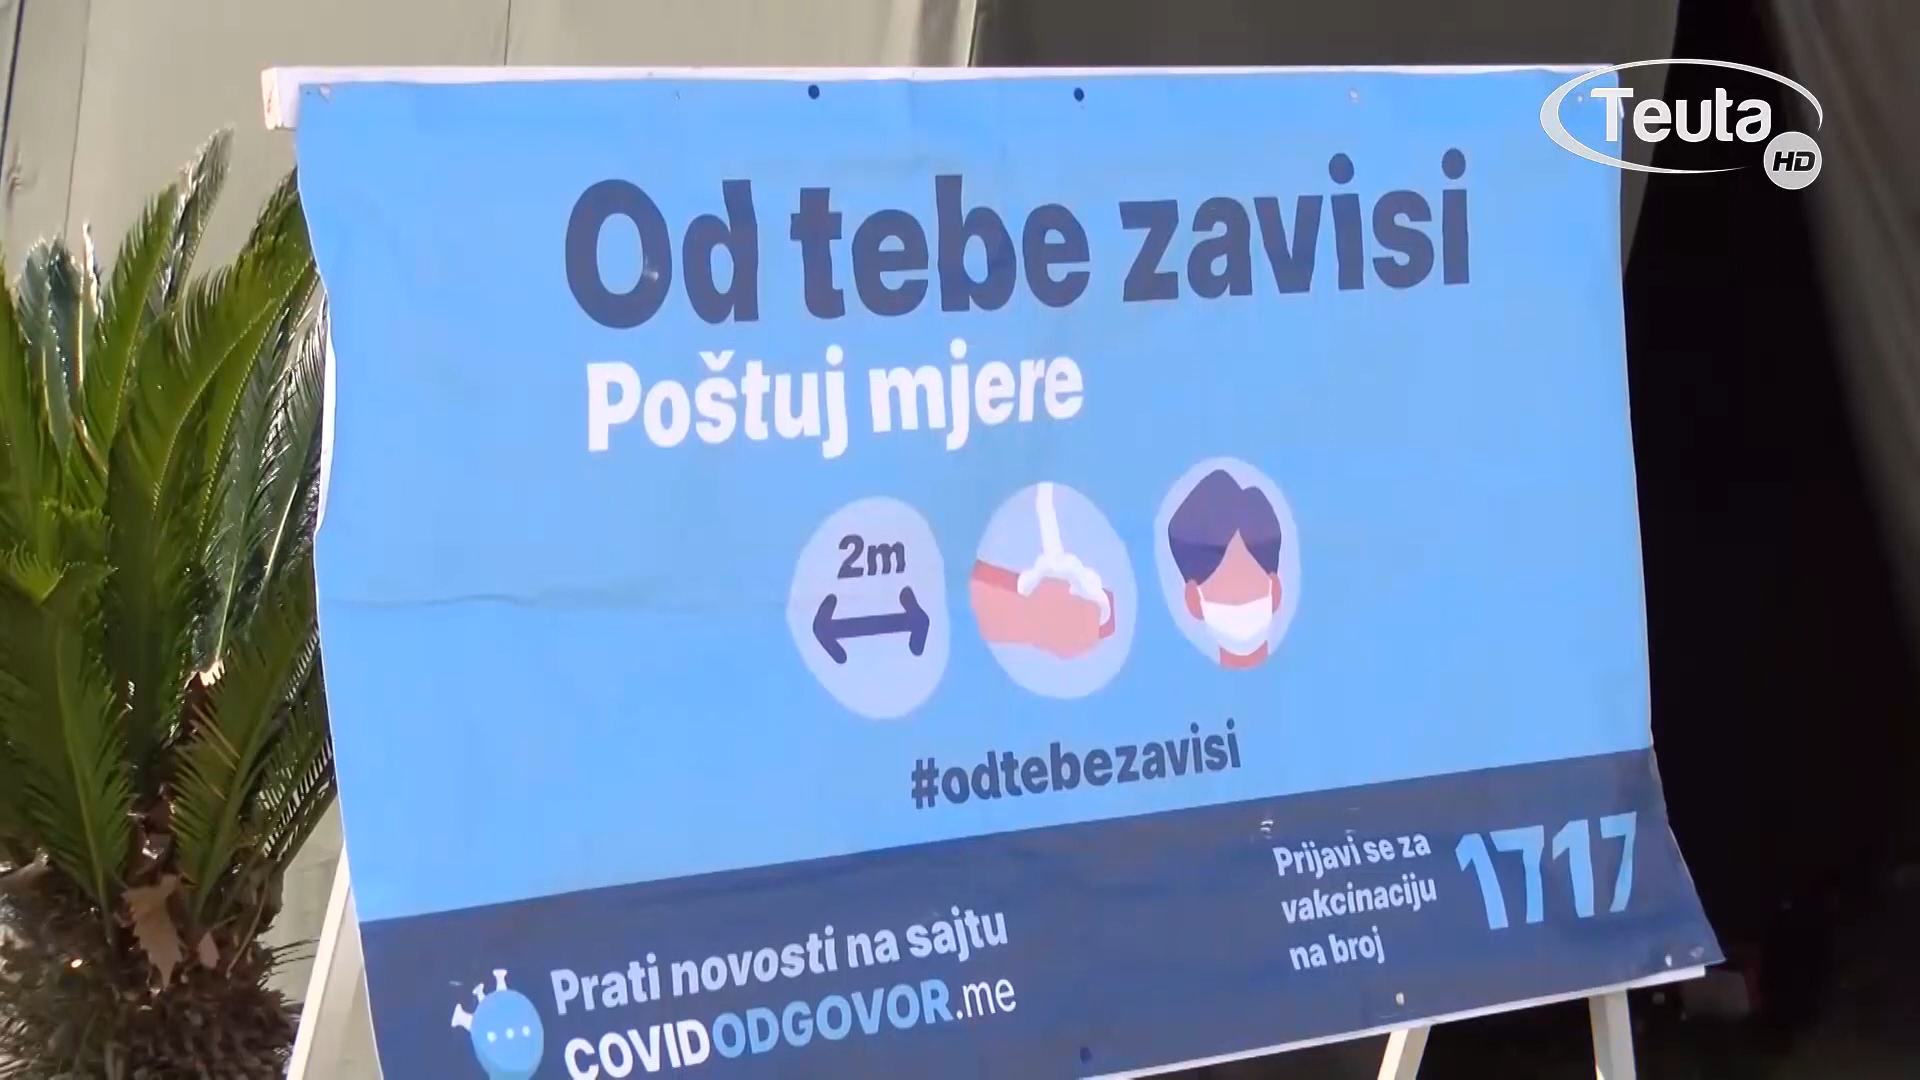 Teuta
HD
Od tebe zavisi
Poštuj mjere
2m
#odtebezavisi
Prijavi se za
vakcinaciju
na broj
1717
Prati novosti na sajtu
COVIDODGOVOR.me